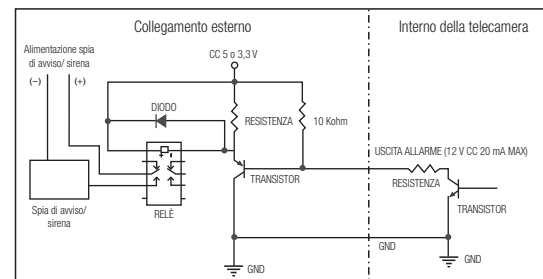 Collegamento esterno
Interno della telecamera
Alimentazione spia
di avviso/ sirena
(−) (+)
CC 5 o 3,3 V
DIODO
RESISTENZA
10 Kohm
USCITA ALLARME (12 V CC 20 mA MAX)
RESISTENZA
TRANSISTOR
TRANSISTOR
Spia di avviso/
sirena
RELÈ
GND
GND
GND